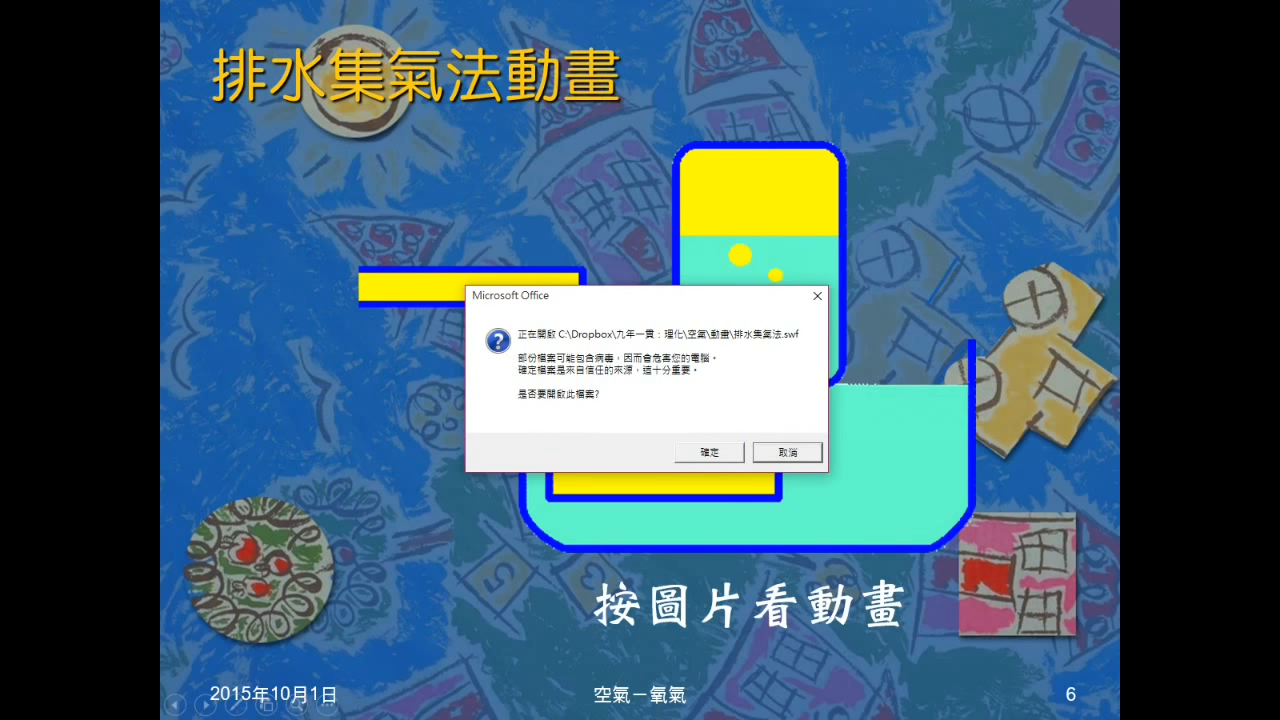 排水集氣法動畫
Microsoft Office
正在開啟 C:\Dropbox\九年一貫：理化\空氣\動畫\排水集氣法.swf
部份檔案可能包含病毒，因而會危害您的電腦。
確定檔案是來自信任的來源，這十分重要。
是否要開啟此檔案?
確定
取消
按圖片看動畫
2015年10月1日
空氣－氧氣
6